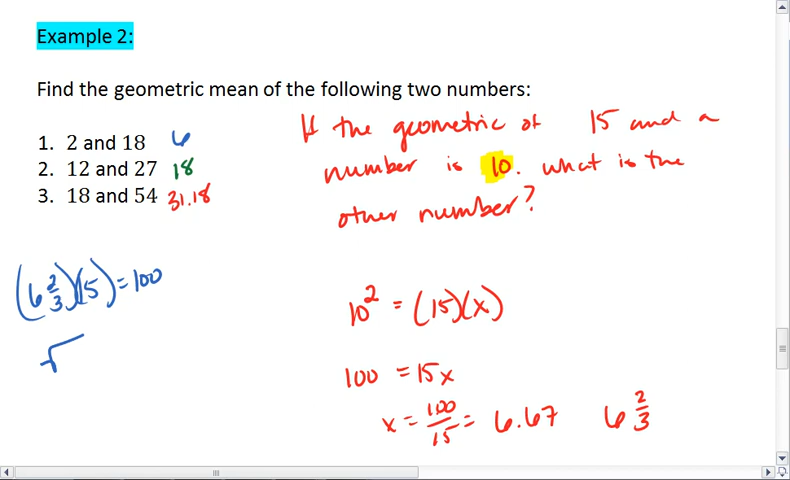 Example 2:
Find the geometric mean of the following two numbers:
1. 2 and 18 6
2. 12 and 27 18
3. 18 and 54 31.18
If the geometric of 15 and a
number is 10. what is the
other number?
(6 2/3)(15) = 100
√
10² = (15)(x)
100 = 15x
x = 100/15 = 6.67 6 2/3